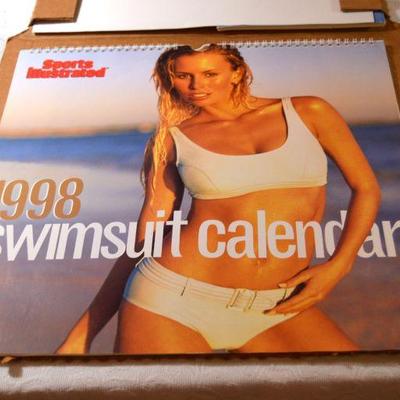 Sports
Illustrated
1998
swimsuit calendar